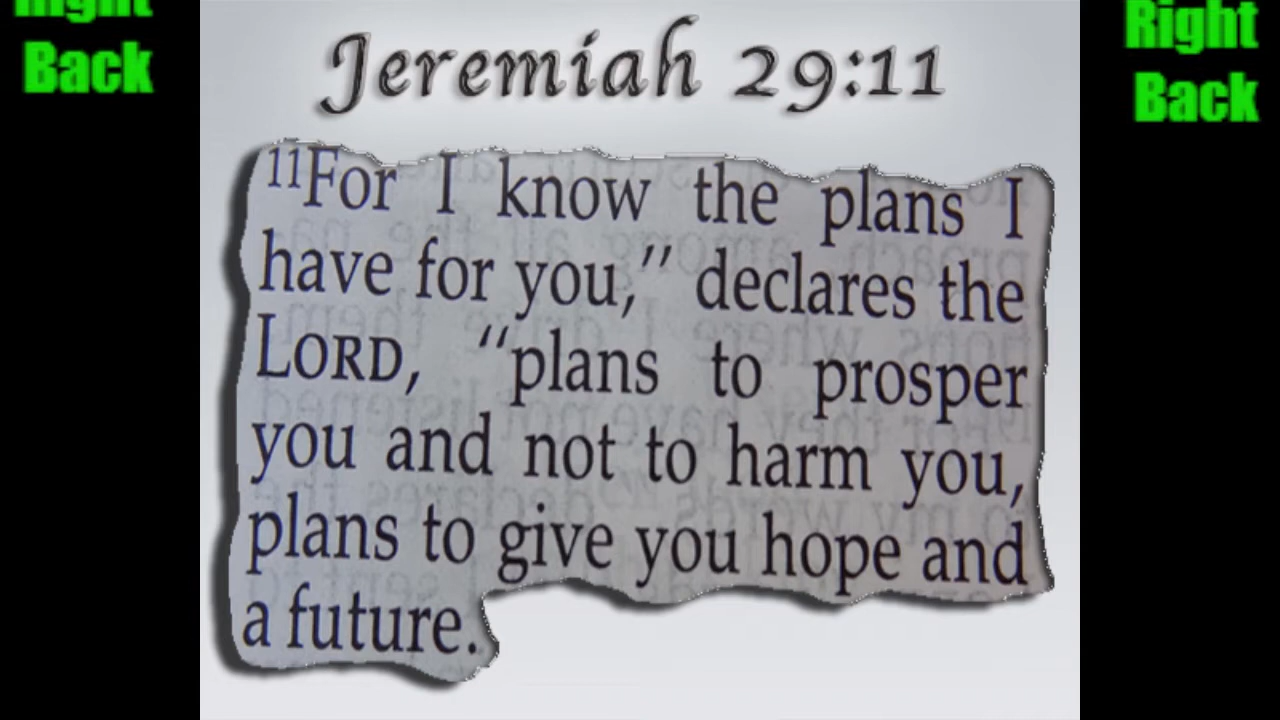 Right
Back
Jeremiah 29:11
11For I know the plans I
have for you," declares the
LORD, "plans to prosper
you and not to harm you,
plans to give you hope and
a future.
Right
Back